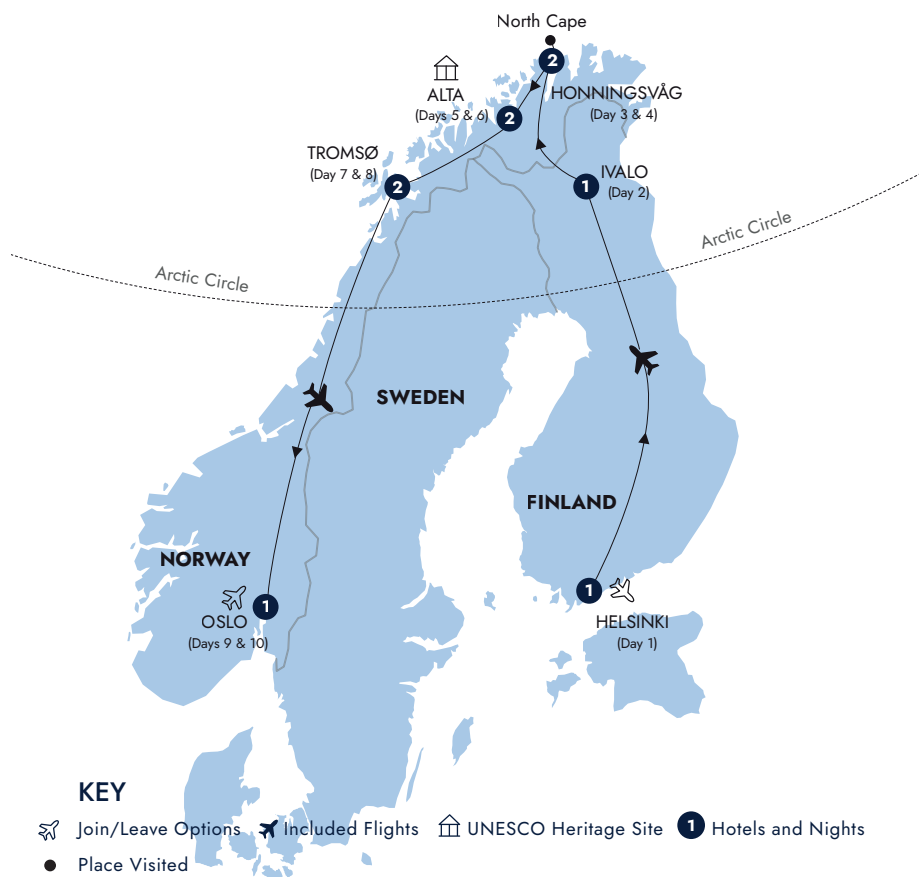 North Cape
2
ALTA
(Days 5 & 6)
2
HONNINGSVÅG
(Day 3 & 4)
TROMSØ
(Day 7 & 8)
2
1
IVALO
(Day 2)
Arctic Circle
Arctic Circle
SWEDEN
FINLAND
NORWAY
1
OSLO
(Days 9 & 10)
1
HELSINKI
(Day 1)
KEY
Join/Leave Options
Included Flights
UNESCO Heritage Site
1
Hotels and Nights
Place Visited